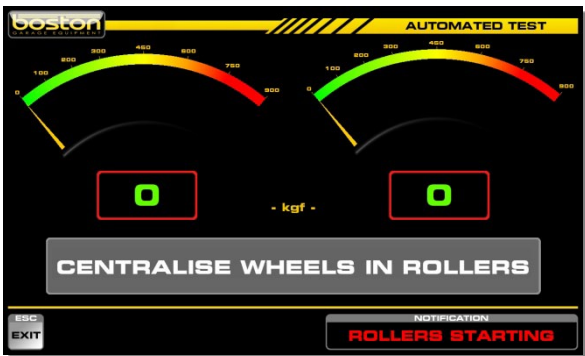 boston
GARAGE EQUIPMENT
AUTOMATED TEST
0 100 200 300 450 600 750 900
0 100 200 300 450 600 750 900
0 0
- kgf -
CENTRALISE WHEELS IN ROLLERS
ESC
EXIT
NOTIFICATION
ROLLERS STARTING